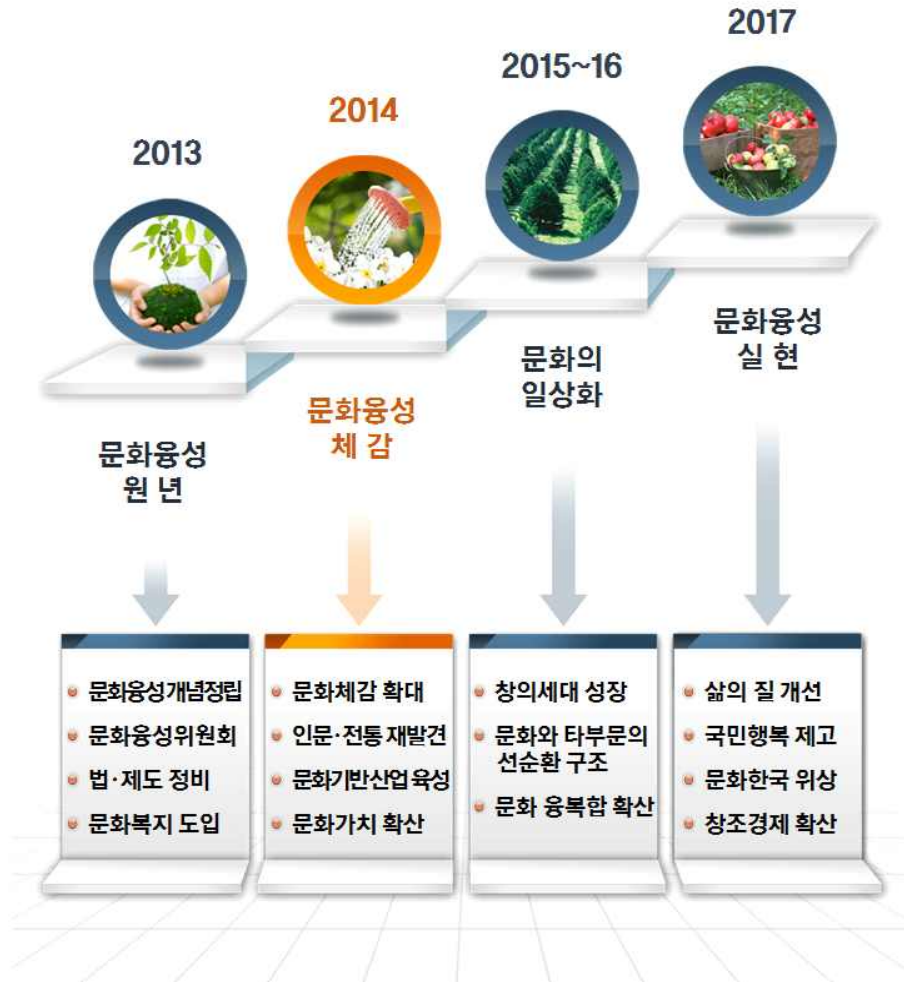 2013
문화융성
원 년
2014
문화융성
체 감
2015~16
문화의
일상화
2017
문화융성
실 현
문화융성개념정립
문화융성위원회
법·제도 정비
문화복지 도입
문화체감 확대
인문·전통 재발견
문화기반산업 육성
문화가치 확산
창의세대 성장
문화와 타부문의
선순환 구조
문화 융복합 확산
삶의 질 개선
국민행복 제고
문화한국 위상
창조경제 확산